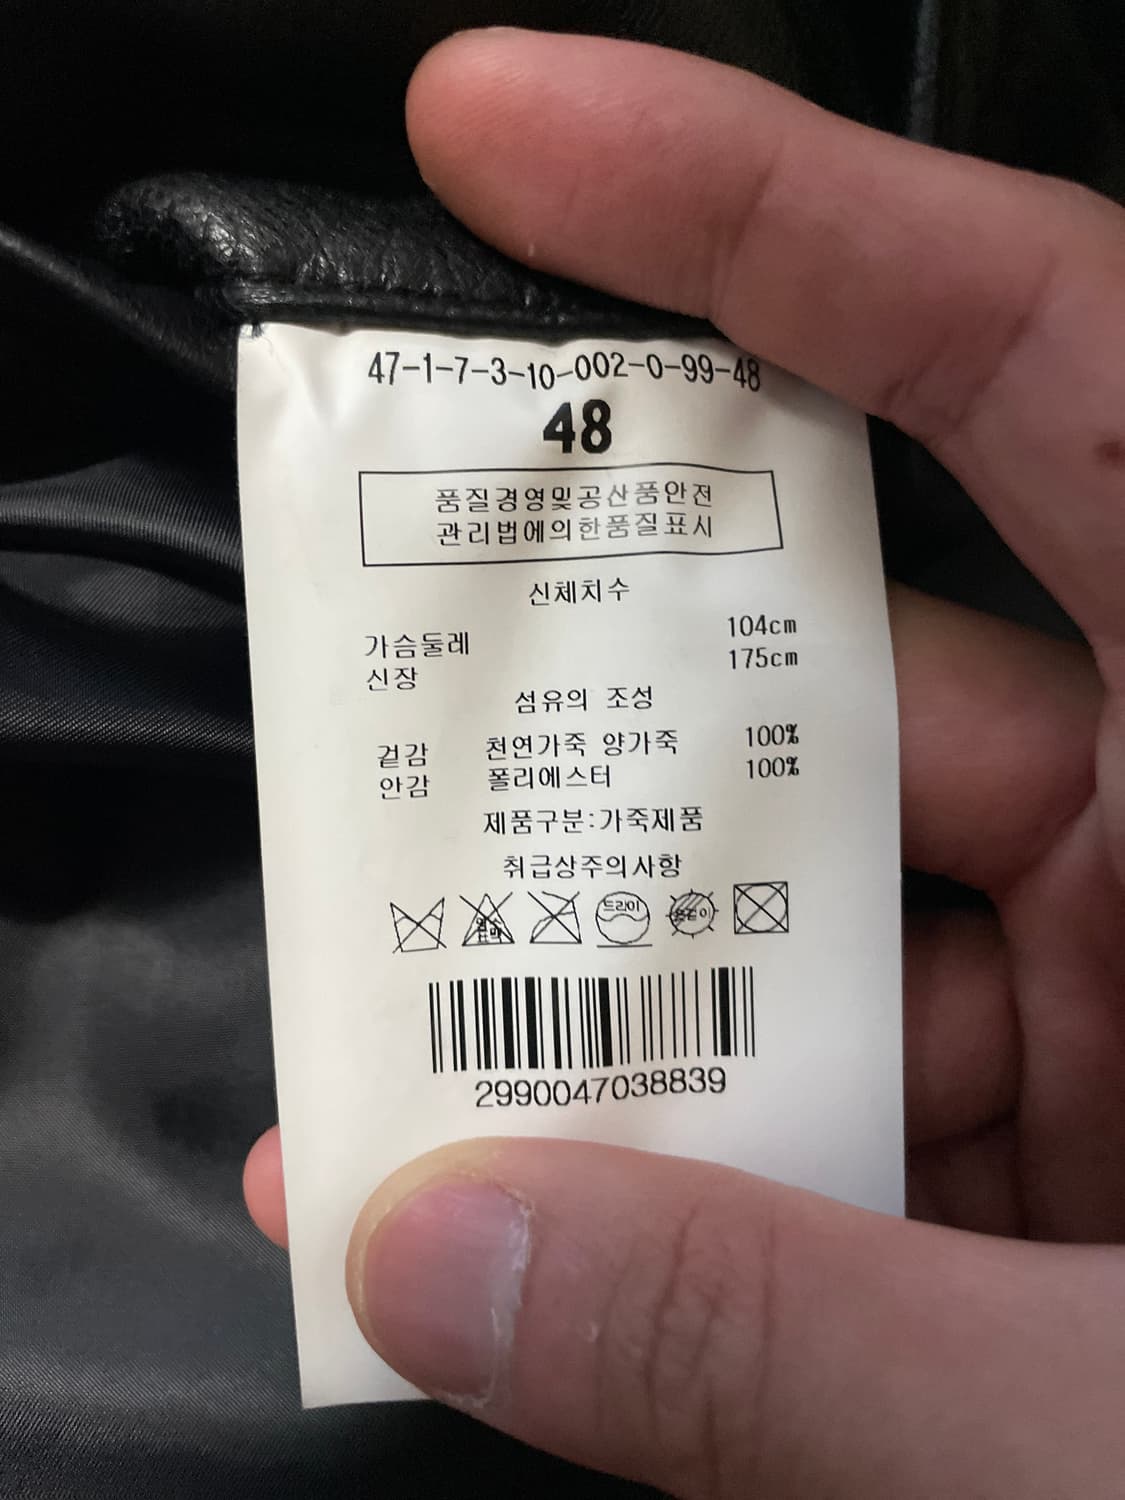 47-1-7-3-10-002-0-99-48
48
품질경영및공산품안전
관리법에의한품질표시
신체치수
가슴둘레 104cm
신장 175cm
섬유의 조성
겉감 천연가죽 양가죽 100%
안감 폴리에스터 100%
제품구분:가죽제품
취급상주의사항
드라이
2990047038839